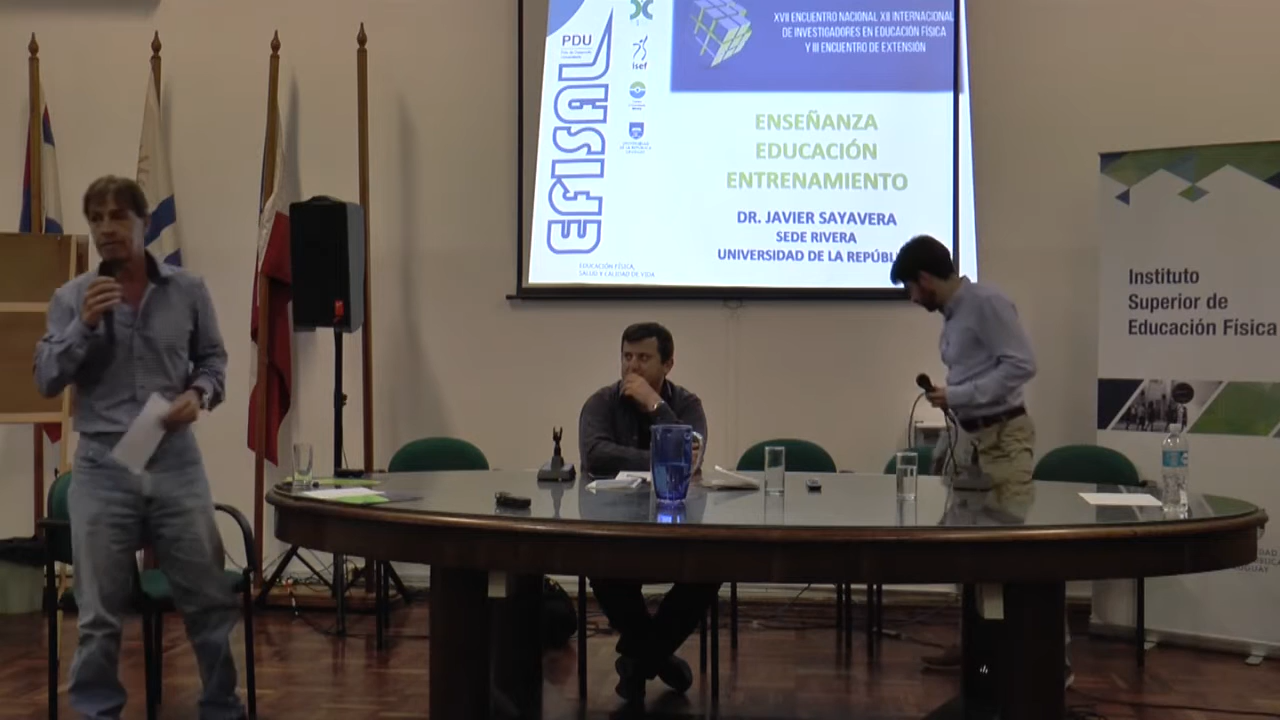 XVII ENCUENTRO NACIONAL XII INTERNACIONAL
DE INVESTIGADORES EN EDUCACIÓN FÍSICA
Y III ENCUENTRO DE EXTENSIÓN
PDU
isef
EFISAL
EDUCACIÓN FÍSICA,
SALUD Y CALIDAD DE VIDA
ENSEÑANZA
EDUCACIÓN
ENTRENAMIENTO
DR. JAVIER SAYAVERA
SEDE RIVERA
UNIVERSIDAD DE LA REPÚBL
Instituto
Superior de
Educación Física